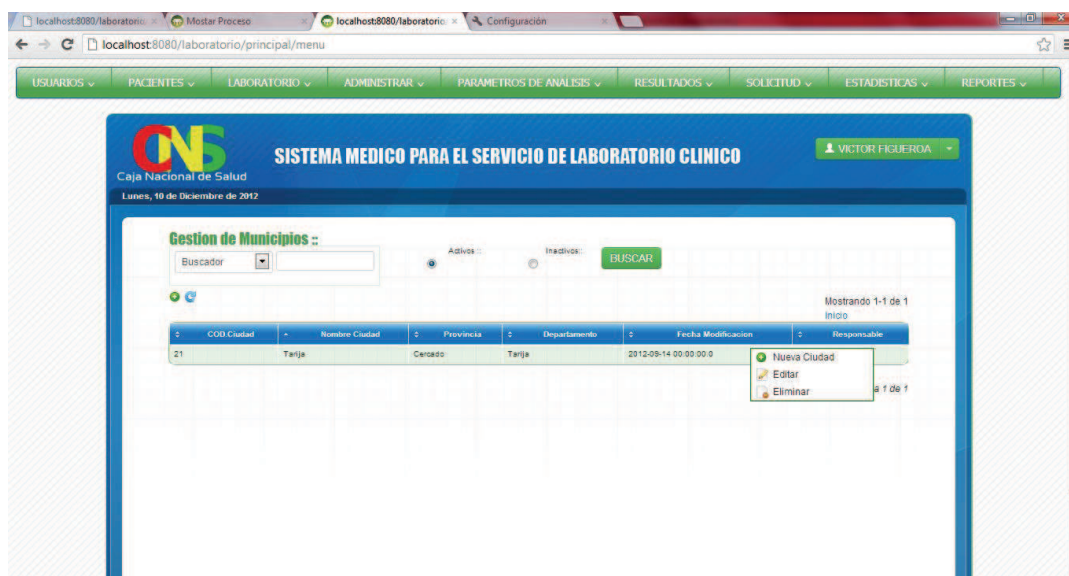 localhost:8080/laboratorio Mostar Proceso localhost:8080/laboratorio Configuración
localhost:8080/laboratorio/principal/menu
USUARIOS PACIENTES LABORATORIO ADMINISTRAR PARAMETROS DE ANALISIS RESULTADOS SOLICITUD ESTADISTICAS REPORTES
CNS
Caja Nacional de Salud
SISTEMA MEDICO PARA EL SERVICIO DE LABORATORIO CLINICO
VICTOR FIGUEROA
Lunes, 10 de Diciembre de 2012
Gestion de Municipios ::
Buscador Activos :: Inactivos:: BUSCAR
Mostrando 1-1 de 1
Inicio
COD.Ciudad Nombre Ciudad Provincia Departamento Fecha Modificacion Responsable
21 Tarija Cercado Tarija 2012-09-14 00:00:00.0
Nueva Ciudad
Editar
Eliminar
a 1 de 1